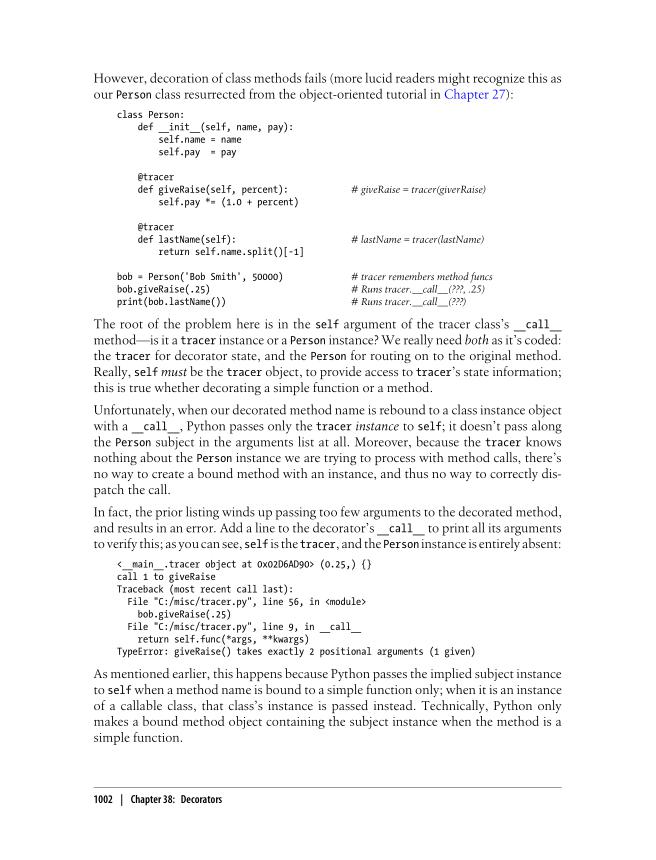 However, decoration of class methods fails (more lucid readers might recognize this as
our Person class resurrected from the object-oriented tutorial in Chapter 27):
class Person:
    def __init__(self, name, pay):
        self.name = name
        self.pay  = pay

    @tracer
    def giveRaise(self, percent):          # giveRaise = tracer(giverRaise)
        self.pay *= (1.0 + percent)

    @tracer
    def lastName(self):                    # lastName = tracer(lastName)
        return self.name.split()[-1]

bob = Person('Bob Smith', 50000)           # tracer remembers method funcs
bob.giveRaise(.25)                         # Runs tracer.__call__(???, .25)
print(bob.lastName())                      # Runs tracer.__call__(???)
The root of the problem here is in the self argument of the tracer class's __call__
method—is it a tracer instance or a Person instance? We really need both as it's coded:
the tracer for decorator state, and the Person for routing on to the original method.
Really, self must be the tracer object, to provide access to tracer's state information;
this is true whether decorating a simple function or a method.
Unfortunately, when our decorated method name is rebound to a class instance object
with a __call__, Python passes only the tracer instance to self; it doesn't pass along
the Person subject in the arguments list at all. Moreover, because the tracer knows
nothing about the Person instance we are trying to process with method calls, there's
no way to create a bound method with an instance, and thus no way to correctly dis-
patch the call.
In fact, the prior listing winds up passing too few arguments to the decorated method,
and results in an error. Add a line to the decorator's __call__ to print all its arguments
to verify this; as you can see, self is the tracer, and the Person instance is entirely absent:
<__main__.tracer object at 0x02D6AD90> (0.25,) {}
call 1 to giveRaise
Traceback (most recent call last):
  File "C:/misc/tracer.py", line 56, in <module>
    bob.giveRaise(.25)
  File "C:/misc/tracer.py", line 9, in __call__
    return self.func(*args, **kwargs)
TypeError: giveRaise() takes exactly 2 positional arguments (1 given)
As mentioned earlier, this happens because Python passes the implied subject instance
to self when a method name is bound to a simple function only; when it is an instance
of a callable class, that class's instance is passed instead. Technically, Python only
makes a bound method object containing the subject instance when the method is a
simple function.
1002 | Chapter 38: Decorators